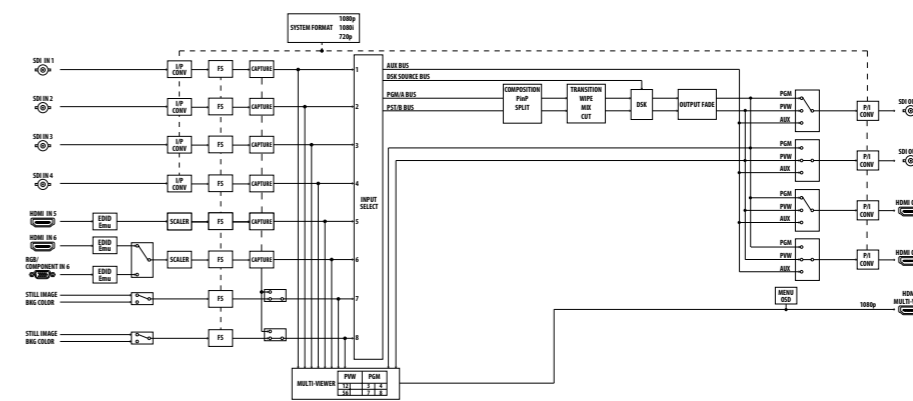 SYSTEM FORMAT
1080p
1080i
720p
SDI IN 1
I/P CONV
FS
CAPTURE
1
SDI IN 2
I/P CONV
FS
CAPTURE
2
SDI IN 3
I/P CONV
FS
CAPTURE
3
SDI IN 4
I/P CONV
FS
CAPTURE
4
HDMI IN 5
EDID Emu
SCALER
FS
CAPTURE
5
HDMI IN 6
EDID Emu
RGB/
COMPONENT IN 6
EDID Emu
SCALER
FS
CAPTURE
6
STILL IMAGE
BKG COLOR
FS
7
STILL IMAGE
BKG COLOR
FS
8
INPUT SELECT
AUX BUS
DSK SOURCE BUS
PGM/A BUS
PST/B BUS
COMPOSITION
PinP
SPLIT
TRANSITION
WIPE
MIX
CUT
DSK
OUTPUT FADE
PGM
PVW
AUX
P/I CONV
SDI
PGM
PVW
AUX
P/I CONV
SDI
PGM
PVW
AUX
P/I CONV
HDMI
PGM
PVW
AUX
P/I CONV
HDMI
MENU OSD
1080p
MULTI-VIEWER
PVW
PGM
1 2
3
4
5 6
7
8